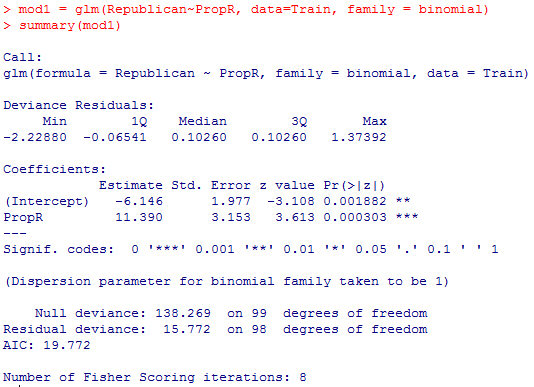 > mod1 = glm(Republican~PropR, data=Train, family = binomial)
> summary(mod1)
Call:
glm(formula = Republican ~ PropR, family = binomial, data = Train)
Deviance Residuals:
     Min       1Q   Median       3Q      Max
-2.22880 -0.06541  0.10260  0.10260  1.37392
Coefficients:
            Estimate Std. Error z value Pr(>|z|)
(Intercept)   -6.146      1.977  -3.108 0.001882 **
PropR         11.390      3.153   3.613 0.000303 ***
---
Signif. codes:  0 '***' 0.001 '**' 0.01 '*' 0.05 '.' 0.1 ' ' 1
(Dispersion parameter for binomial family taken to be 1)
    Null deviance: 138.269  on 99  degrees of freedom
Residual deviance:  15.772  on 98  degrees of freedom
AIC: 19.772
Number of Fisher Scoring iterations: 8